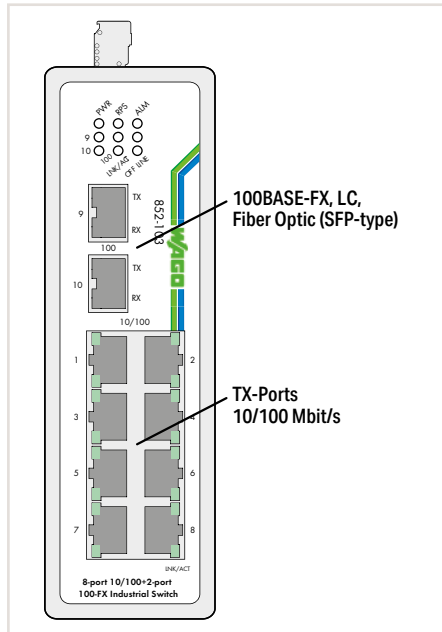 PWR RPS ALM
9
10
100
LNK/ACT
OFF LINE
9
TX
RX
100
852-103
WAGO
100BASE-FX, LC,
Fiber Optic (SFP-type)
10
TX
RX
10/100
1
2
3
4
TX-Ports
10/100 Mbit/s
5
6
7
8
LNK/ACT
8-port 10/100+2-port
100-FX Industrial Switch